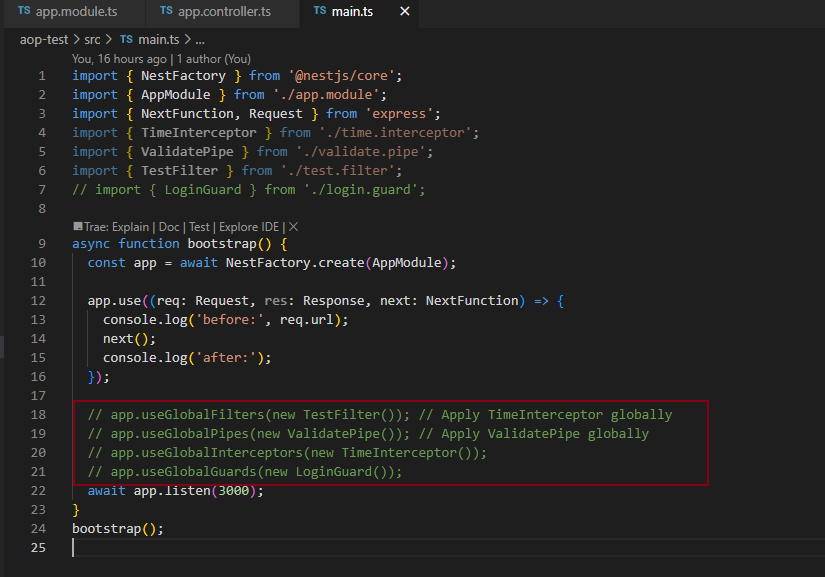 TS app.module.ts TS app.controller.ts TS main.ts ×
aop-test > src > TS main.ts > ...
You, 16 hours ago | 1 author (You)
1 import { NestFactory } from '@nestjs/core';
2 import { AppModule } from './app.module';
3 import { NextFunction, Request } from 'express';
4 import { TimeInterceptor } from './time.interceptor';
5 import { ValidatePipe } from './validate.pipe';
6 import { TestFilter } from './test.filter';
7 // import { LoginGuard } from './login.guard';
8
Trae: Explain | Doc | Test | Explore IDE | ×
9 async function bootstrap() {
10 const app = await NestFactory.create(AppModule);
11
12 app.use((req: Request, res: Response, next: NextFunction) => {
13 console.log('before:', req.url);
14 next();
15 console.log('after:');
16 });
17
18 // app.useGlobalFilters(new TestFilter()); // Apply TimeInterceptor globally
19 // app.useGlobalPipes(new ValidatePipe()); // Apply ValidatePipe globally
20 // app.useGlobalInterceptors(new TimeInterceptor());
21 // app.useGlobalGuards(new LoginGuard());
22 await app.listen(3000);
23 }
24 bootstrap();
25